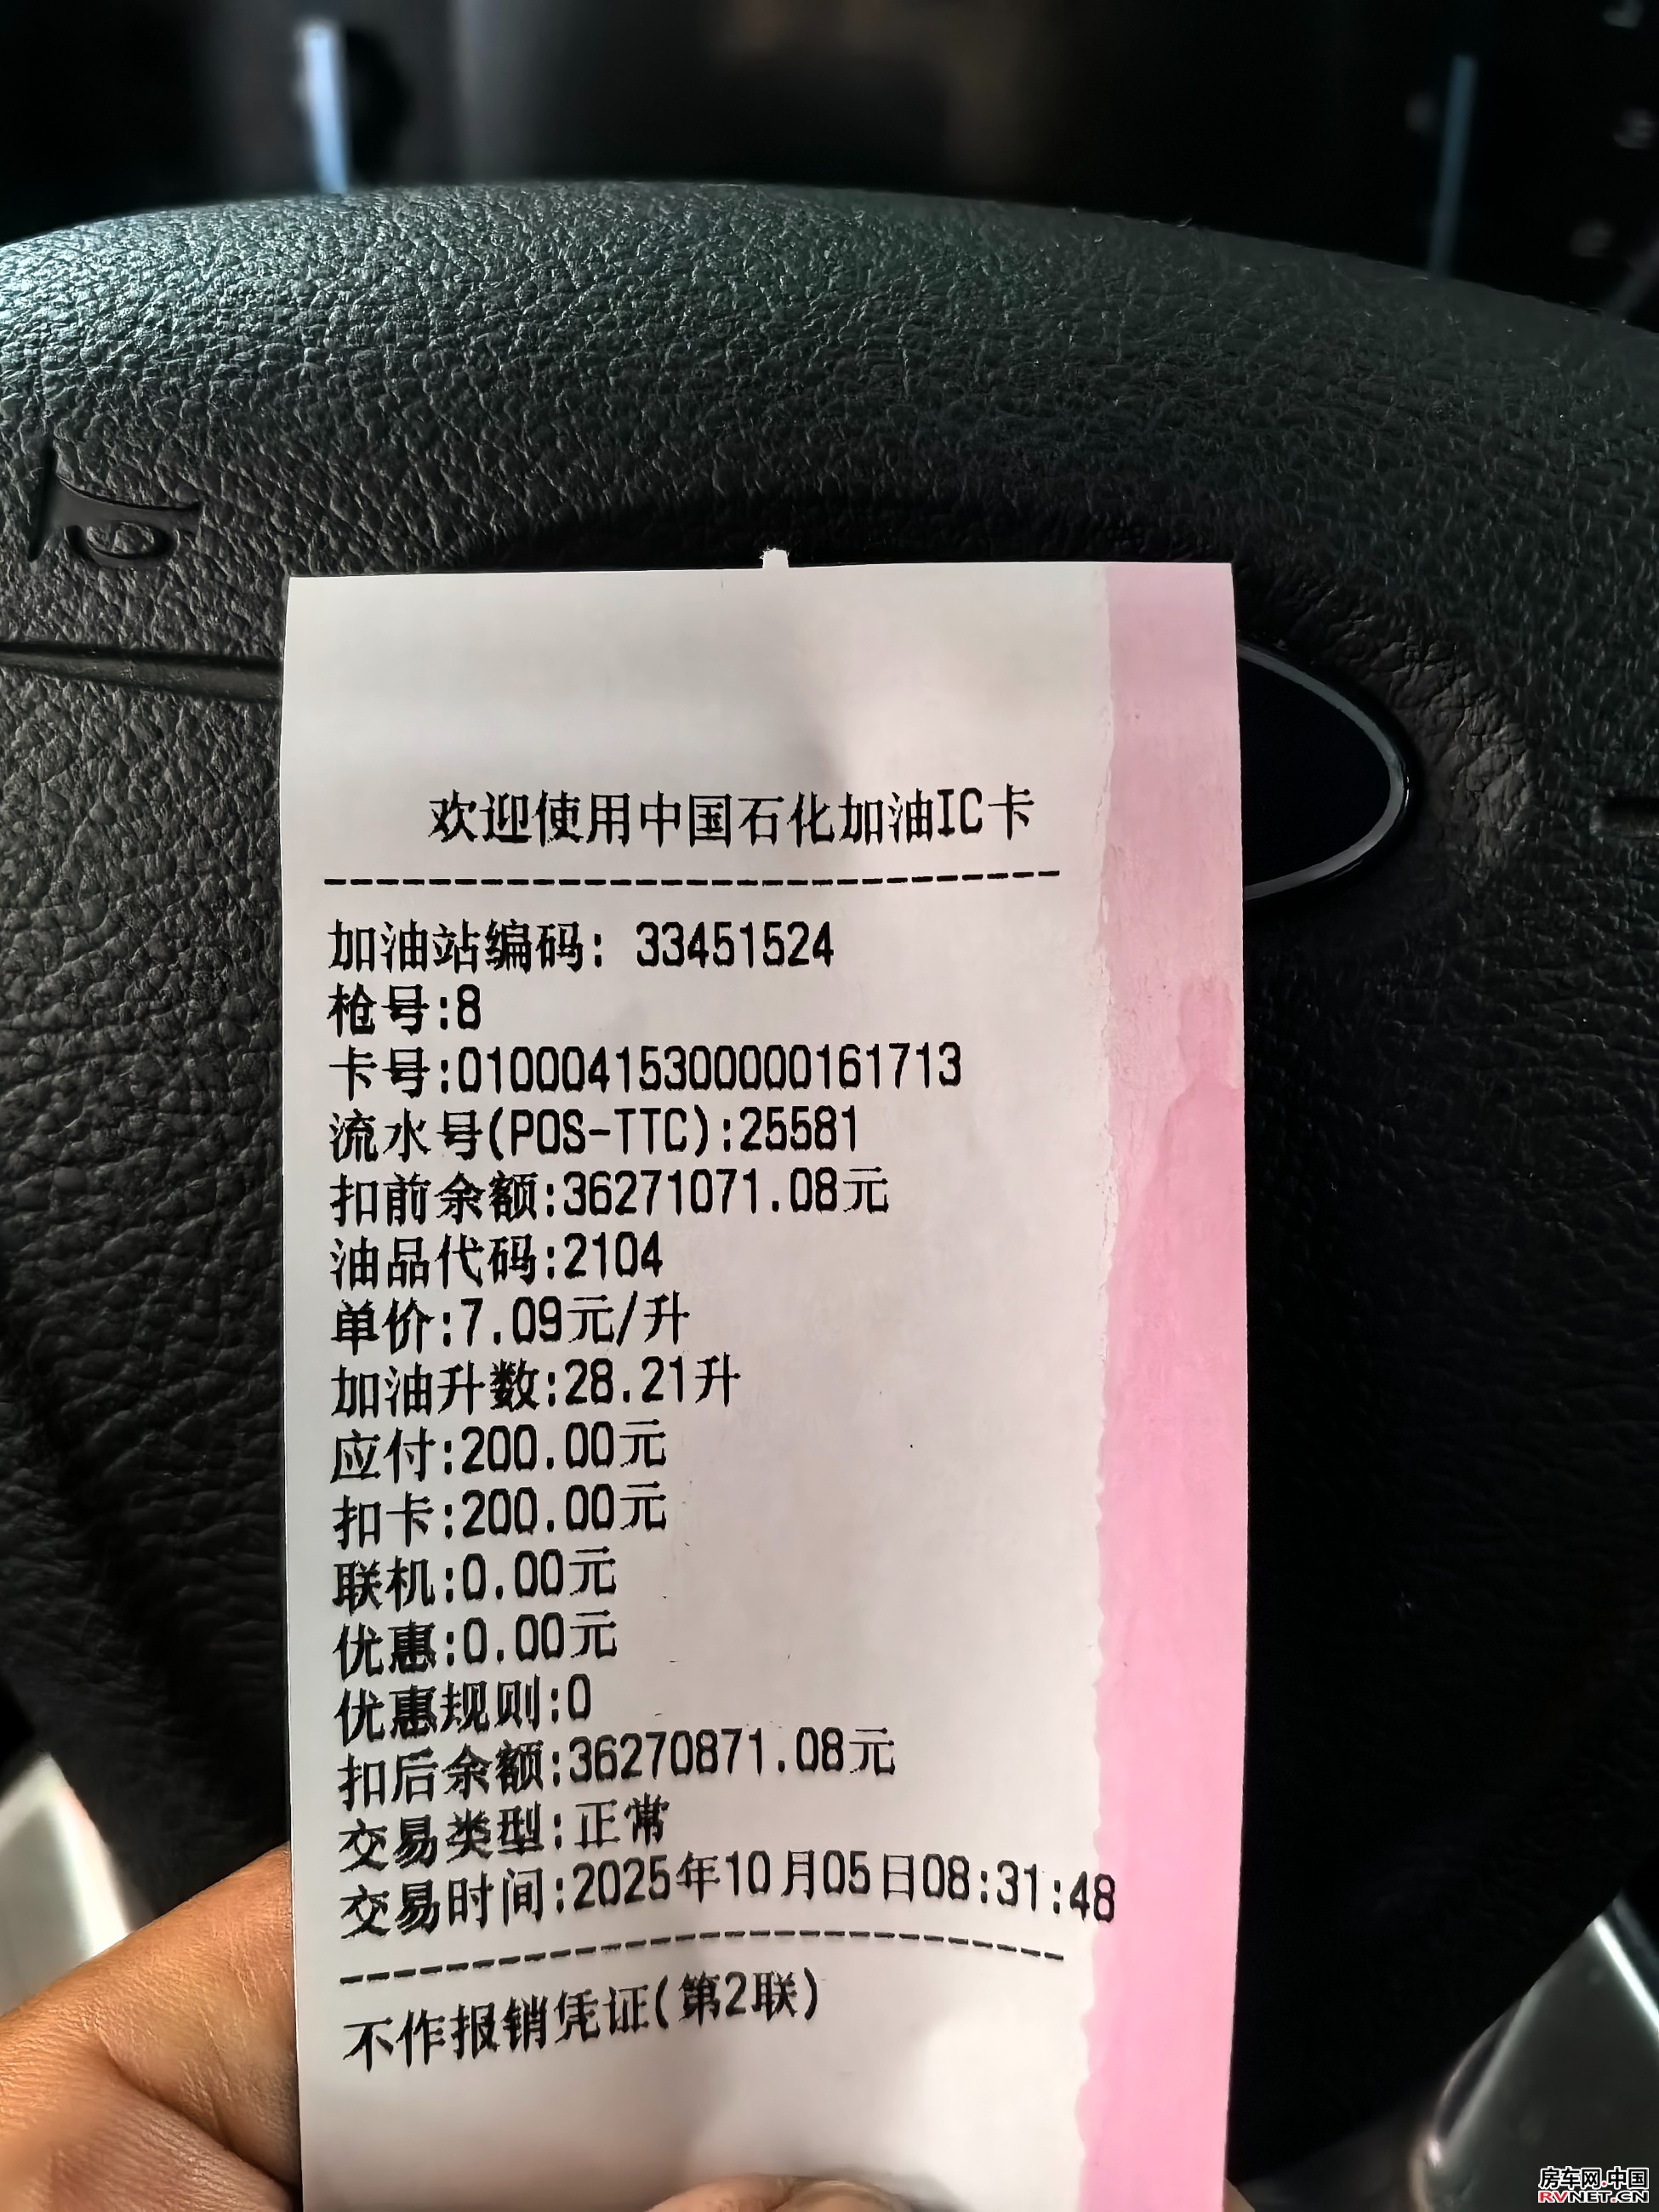 欢迎使用中国石化加油IC卡
----------------------------
加油站编码: 33451524
枪号:8
卡号:01000415300000161713
流水号(POS-TTC):25581
扣前余额:36271071.08元
油品代码:2104
单价:7.09元/升
加油升数:28.21升
应付:200.00元
扣卡:200.00元
联机:0.00元
优惠:0.00元
优惠规则:0
扣后余额:36270871.08元
交易类型:正常
交易时间:2025年10月05日08:31:48
----------------------------
不作报销凭证(第2联)
房车网.中国
RVNET.CN